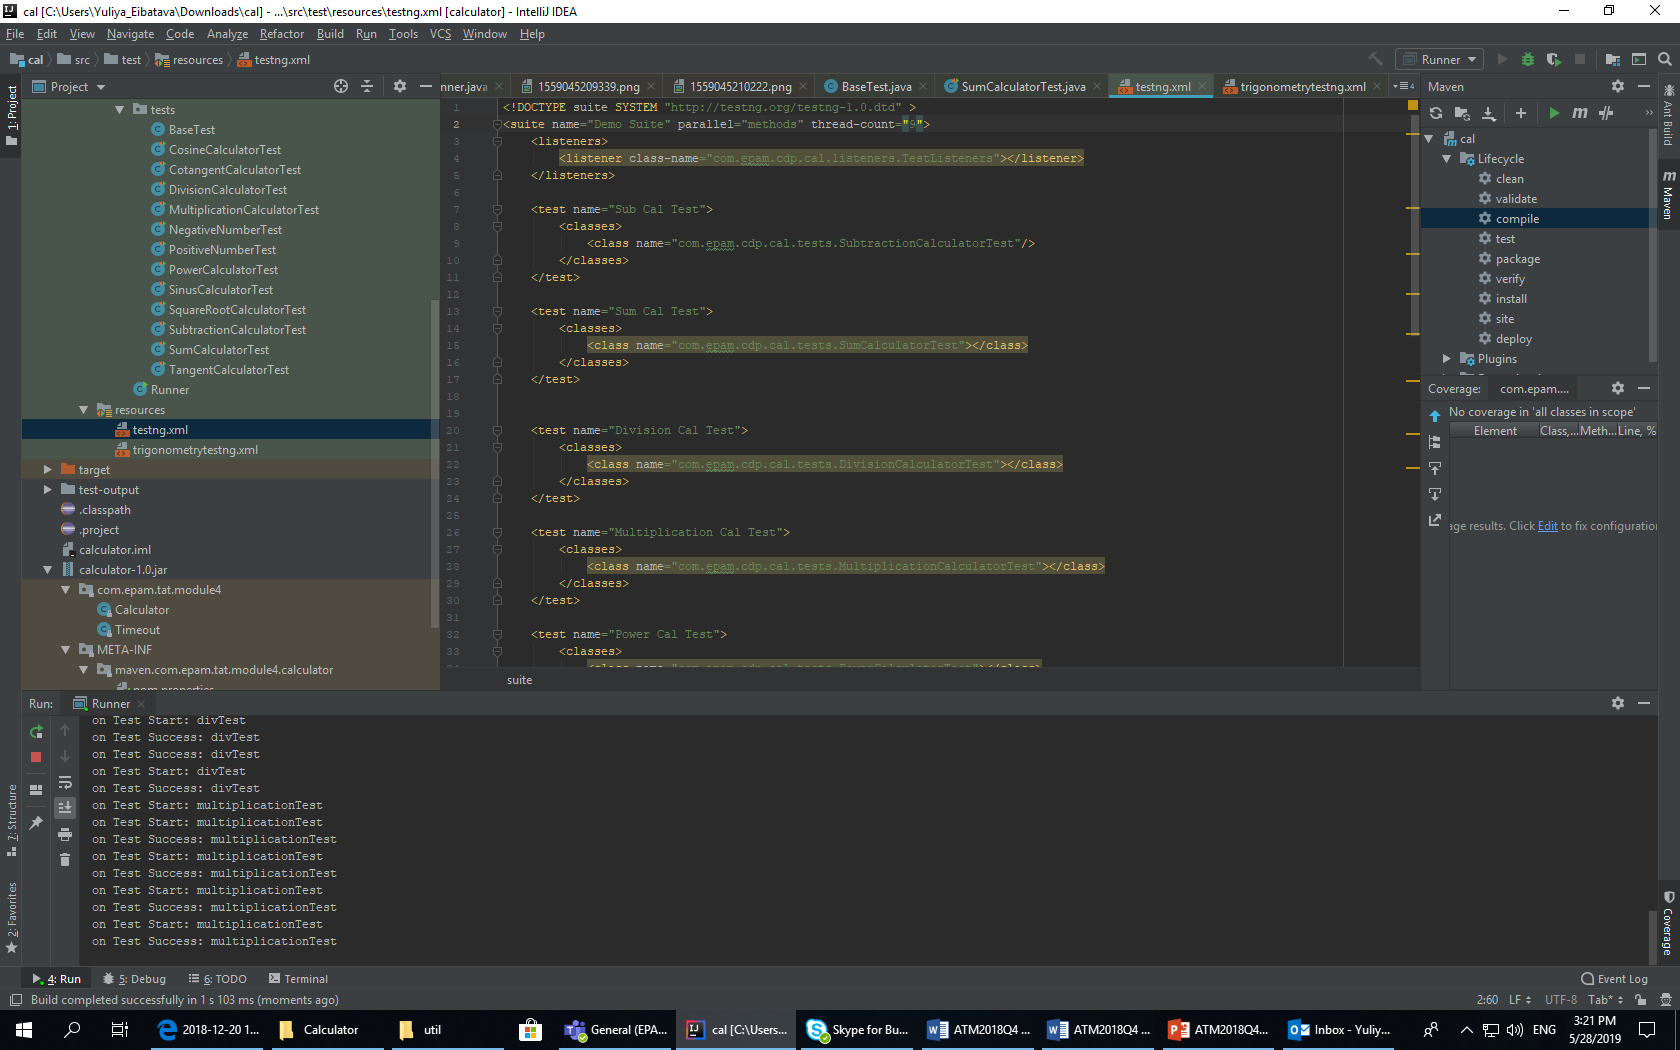 cal [C:\Users\Yuliya_Eibatava\Downloads\cal] - ...\src\test\resources\testng.xml [calculator] - IntelliJ IDEA
File Edit View Navigate Code Analyze Refactor Build Run Tools VCS Window Help
cal src test resources testng.xml
Runner
Project
nner.java 1559045209339.png 1559045210222.png BaseTest.java SumCalculatorTest.java testng.xml trigonometrytestng.xml
1: Project
tests
BaseTest
CosineCalculatorTest
CotangentCalculatorTest
DivisionCalculatorTest
MultiplicationCalculatorTest
NegativeNumberTest
PositiveNumberTest
PowerCalculatorTest
SinusCalculatorTest
SquareRootCalculatorTest
SubtractionCalculatorTest
SumCalculatorTest
TangentCalculatorTest
Runner
resources
testng.xml
trigonometrytestng.xml
target
test-output
.classpath
.project
calculator.iml
calculator-1.0.jar
com.epam.tat.module4
Calculator
Timeout
META-INF
maven.com.epam.tat.module4.calculator
pom.properties
1 <!DOCTYPE suite SYSTEM "http://testng.org/testng-1.0.dtd" >
2 <suite name="Demo Suite" parallel="methods" thread-count="9">
3 <listeners>
4 <listener class-name="com.epam.cdp.cal.listeners.TestListeners"></listener>
5 </listeners>
6
7 <test name="Sub Cal Test">
8 <classes>
9 <class name="com.epam.cdp.cal.tests.SubtractionCalculatorTest"/>
10 </classes>
11 </test>
12
13 <test name="Sum Cal Test">
14 <classes>
15 <class name="com.epam.cdp.cal.tests.SumCalculatorTest"></class>
16 </classes>
17 </test>
18
19
20 <test name="Division Cal Test">
21 <classes>
22 <class name="com.epam.cdp.cal.tests.DivisionCalculatorTest"></class>
23 </classes>
24 </test>
25
26 <test name="Multiplication Cal Test">
27 <classes>
28 <class name="com.epam.cdp.cal.tests.MultiplicationCalculatorTest"></class>
29 </classes>
30 </test>
31
32 <test name="Power Cal Test">
33 <classes>
<class name="com.epam.cdp.cal.tests.PowerCalculatorTest"></class>
suite
Maven
cal
Lifecycle
clean
validate
compile
test
package
verify
install
site
deploy
Plugins
Coverage: com.epam....
No coverage in 'all classes in scope'
Element Class,... Meth... Line, %
age results. Click Edit to fix configuration
Ant Build
Maven
Coverage
Run: Runner
on Test Start: divTest
on Test Success: divTest
on Test Success: divTest
on Test Start: divTest
on Test Success: divTest
on Test Start: multiplicationTest
on Test Start: multiplicationTest
on Test Success: multiplicationTest
on Test Start: multiplicationTest
on Test Success: multiplicationTest
on Test Start: multiplicationTest
on Test Success: multiplicationTest
on Test Start: multiplicationTest
on Test Success: multiplicationTest
7: Structure
2: Favorites
4: Run 5: Debug 6: TODO Terminal Event Log
Build completed successfully in 1 s 103 ms (moments ago) 2:60 LF UTF-8 Tab*
2018-12-20 1... Calculator util General (EPA... cal [C:\Users... Skype for Bu... ATM2018Q4 ... ATM2018Q4 ... ATM2018Q4... Inbox - Yuliy... ENG 3:21 PM
5/28/2019